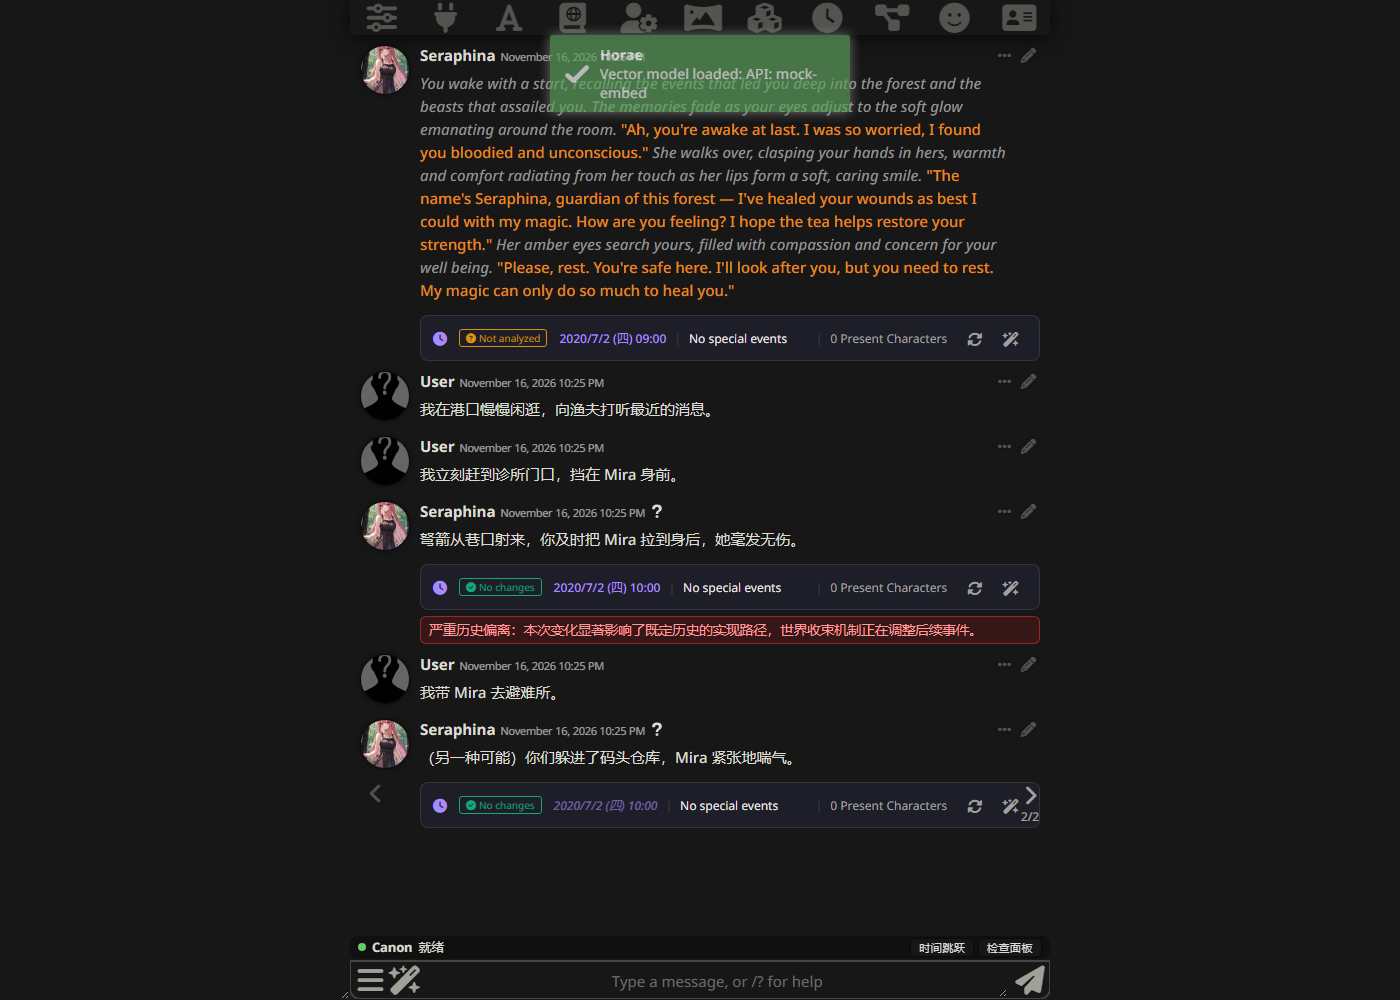 Seraphina November 16, 2026
Horae
Vector model loaded: API: mock-
embed
You wake with a start, recalling the events that led you deep into the forest and the
beasts that assailed you. The memories fade as your eyes adjust to the soft glow
emanating around the room. "Ah, you're awake at last. I was so worried, I found
you bloodied and unconscious." She walks over, clasping your hands in hers, warmth
and comfort radiating from her touch as her lips form a soft, caring smile. "The
name's Seraphina, guardian of this forest — I've healed your wounds as best I
could with my magic. How are you feeling? I hope the tea helps restore your
strength." Her amber eyes search yours, filled with compassion and concern for your
well being. "Please, rest. You're safe here. I'll look after you, but you need to rest.
My magic can only do so much to heal you."
Not analyzed 2020/7/2 (四) 09:00 | No special events | 0 Present Characters
User November 16, 2026 10:25 PM
我在港口慢慢闲逛，向渔夫打听最近的消息。
User November 16, 2026 10:25 PM
我立刻赶到诊所门口，挡在 Mira 身前。
Seraphina November 16, 2026 10:25 PM ?
弩箭从巷口射来，你及时把 Mira 拉到身后，她毫发无伤。
No changes 2020/7/2 (四) 10:00 | No special events | 0 Present Characters
严重历史偏离：本次变化显著影响了既定历史的实现路径，世界收束机制正在调整后续事件。
User November 16, 2026 10:25 PM
我带 Mira 去避难所。
Seraphina November 16, 2026 10:25 PM ?
（另一种可能）你们躲进了码头仓库，Mira 紧张地喘气。
No changes 2020/7/2 (四) 10:00 | No special events | 0 Present Characters
2/2
Canon 就绪
时间跳跃
检查面板
Type a message, or /? for help